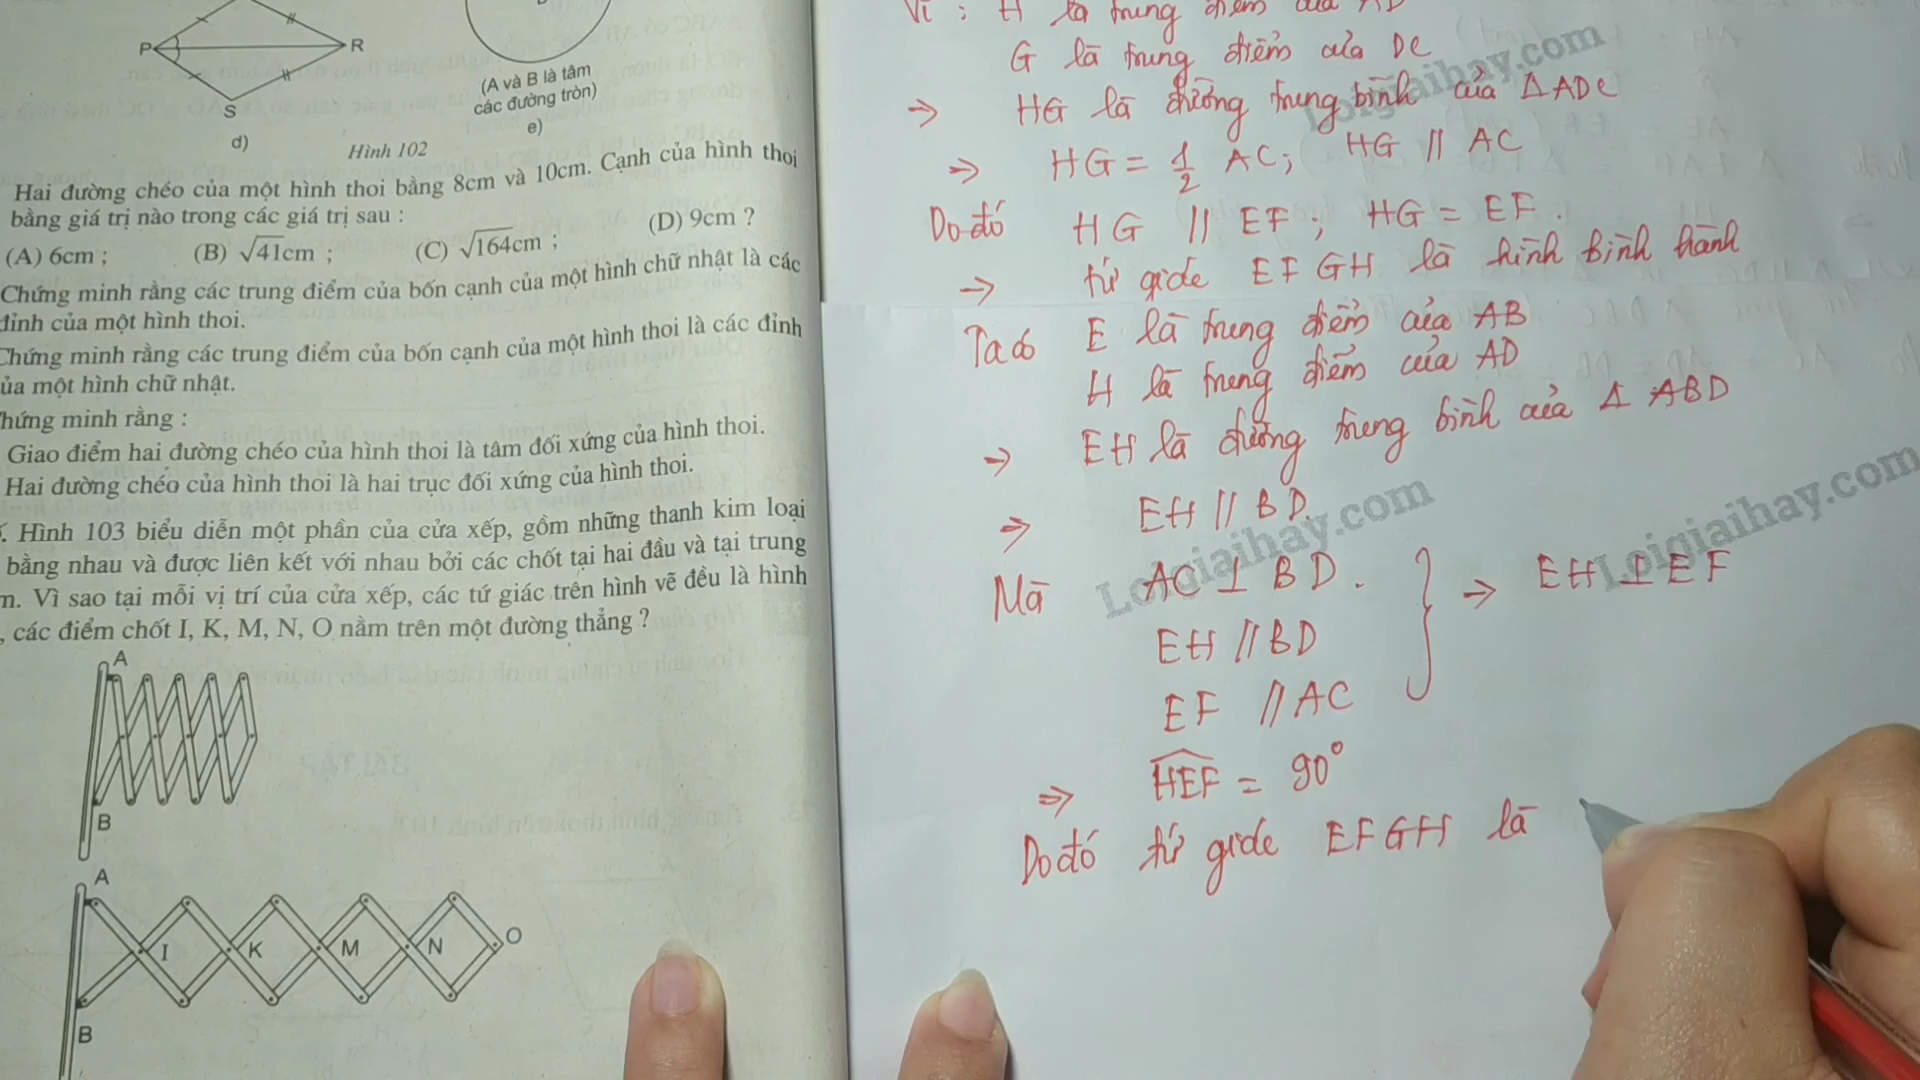 P
R
S
d)
Hình 102
(A và B là tâm
các đường tròn)
e)
Hai đường chéo của một hình thoi bằng 8cm và 10cm. Cạnh của hình thoi
bằng giá trị nào trong các giá trị sau :
(A) 6cm ; (B) √41cm ; (C) √164cm ; (D) 9cm ?
Chứng minh rằng các trung điểm của bốn cạnh của một hình chữ nhật là các
đỉnh của một hình thoi.
Chứng minh rằng các trung điểm của bốn cạnh của một hình thoi là các đỉnh
ủa một hình chữ nhật.
hứng minh rằng :
Giao điểm hai đường chéo của hình thoi là tâm đối xứng của hình thoi.
Hai đường chéo của hình thoi là hai trục đối xứng của hình thoi.
. Hình 103 biểu diễn một phần của cửa xếp, gồm những thanh kim loại
bằng nhau và được liên kết với nhau bởi các chốt tại hai đầu và tại trung
m. Vì sao tại mỗi vị trí của cửa xếp, các tứ giác trên hình vẽ đều là hình
, các điểm chốt I, K, M, N, O nằm trên một đường thẳng ?
A
B
A
I K M N O
B
Vì : H là trung điểm của AD
G là trung điểm của DC
→ HG là đường trung bình của Δ ADC
→ HG = 1/2 AC; HG // AC
Do đó HG // EF ; HG = EF.
→ tứ giác EFGH là hình bình hành
Ta có E là trung điểm của AB
H là trung điểm của AD
→ EH là đường trung bình của Δ ABD
→ EH // BD.
Mà AC ⊥ BD.
EH // BD
EF // AC
} → EH ⊥ EF
→ HEF = 90°
Do đó tứ giác EFGH là
Loigiaihay.com
Loigiaihay.com
Loigiaihay.com